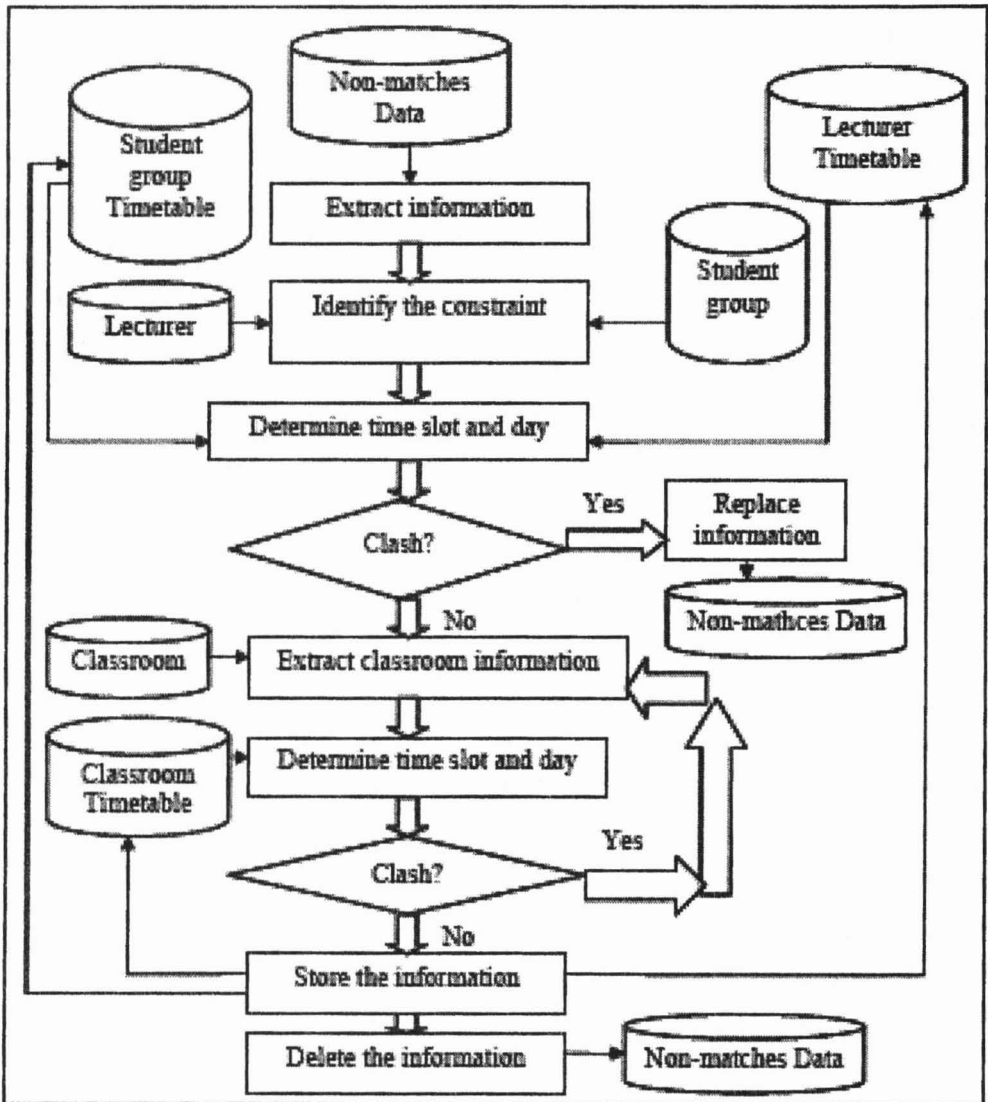 Non-matches
Data
Student
group
Timetable
Lecturer
Timetable
Extract information
Student
group
Lecturer
Identify the constraint
Determine time slot and day
Clash?
Yes
Replace
information
Non-mathces Data
No
Classroom
Extract classroom information
Classroom
Timetable
Determine time slot and day
Clash?
Yes
No
Store the information
Delete the information
Non-matches Data